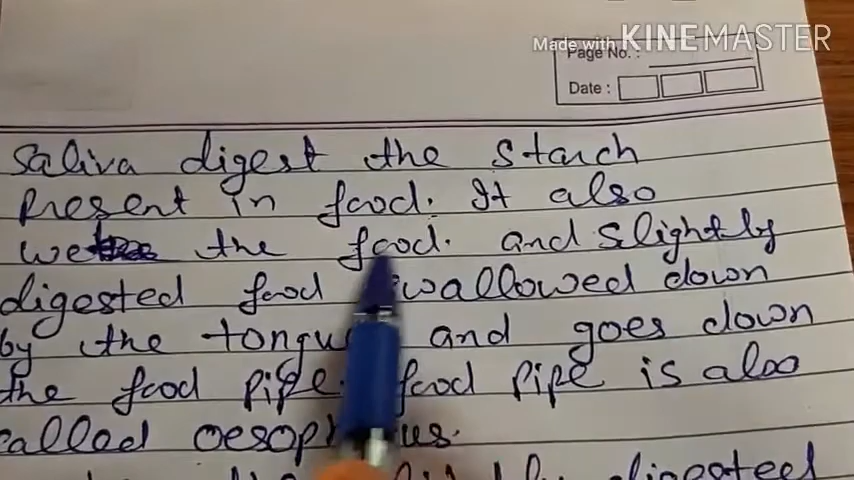 Made with KINEMASTER
Page No. :
Date :
Saliva digest the starch
Present in food. It also
wet the food. and slightly
digested food swallowed down
by the tongue and goes down
the food pipe. food pipe is also
called oesophagus.
digested